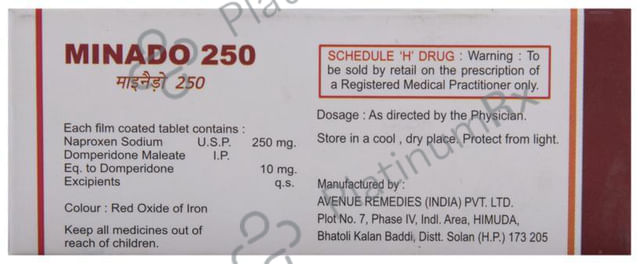 MINADO 250
माइनैडो 250
Each film coated tablet contains :
Naproxen Sodium U.S.P. 250 mg.
Domperidone Maleate I.P.
Eq. to Domperidone 10 mg.
Excipients q.s.
Colour : Red Oxide of Iron
Keep all medicines out of
reach of children.
SCHEDULE 'H' DRUG : Warning : To
be sold by retail on the prescription of
a Registered Medical Practitioner only.
Dosage : As directed by the Physician.
Store in a cool , dry place. Protect from light.
Manufactured by :
AVENUE REMEDIES (INDIA) PVT. LTD.
Plot No. 7, Phase IV, Indl. Area, HIMUDA,
Bhatoli Kalan Baddi, Distt. Solan (H.P.) 173 205
PlatinumRx